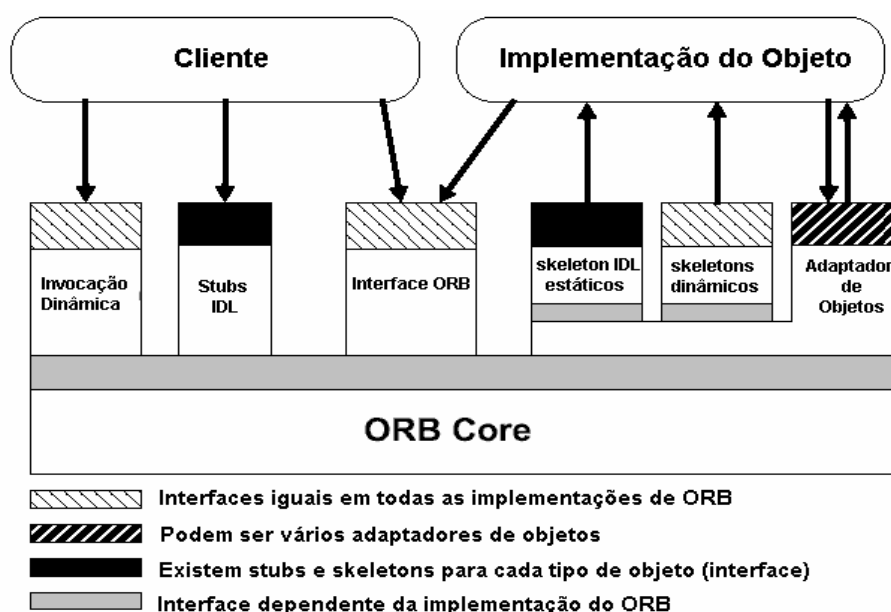 Cliente
Implementação do Objeto
Invocação
Dinâmica
Stubs
IDL
Interface ORB
skeleton IDL
estáticos
skeletons
dinâmicos
Adaptador
de
Objetos
ORB Core
Interfaces iguais em todas as implementações de ORB
Podem ser vários adaptadores de objetos
Existem stubs e skeletons para cada tipo de objeto (interface)
Interface dependente da implementação do ORB